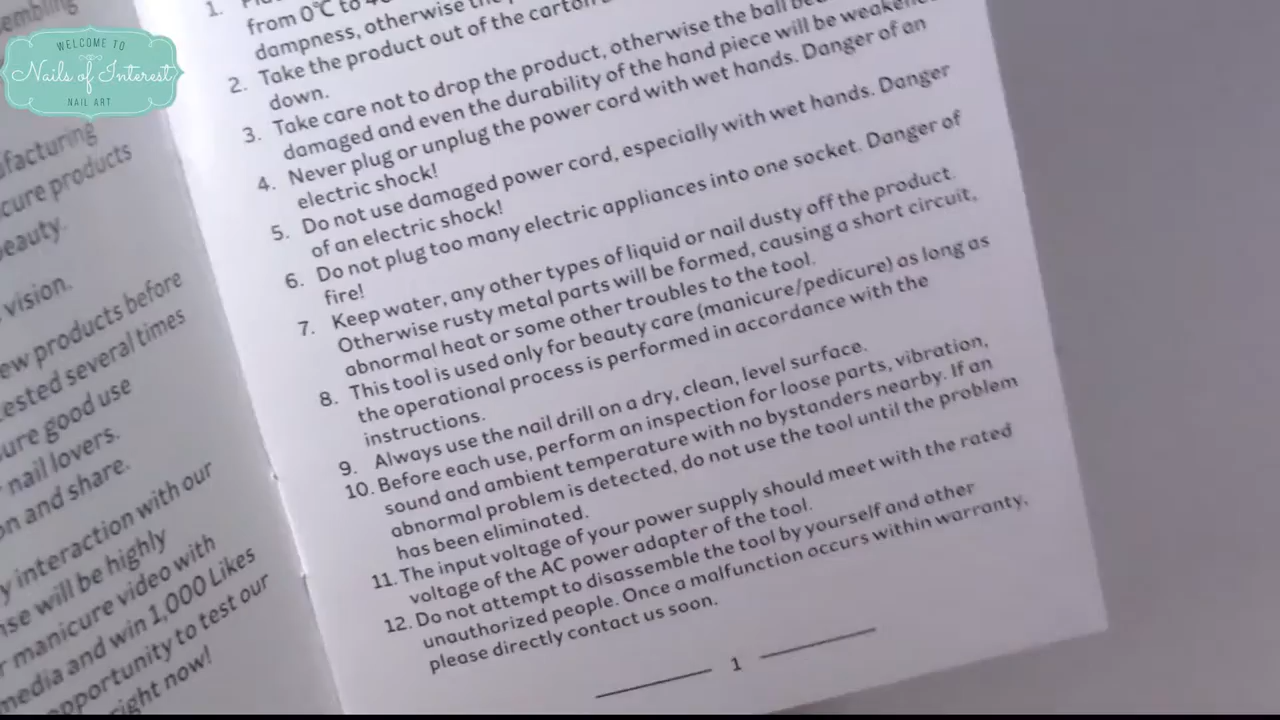 WELCOME TO
Nails of Interest
NAIL ART
facturing
cure products
beauty.
vision.
products before
tested several times
good use
nail lovers.
on and share.
interaction with our
will be highly
manicure video with
media and win 1,000 Likes
opportunity to test our
right now!
1.
from 0℃ to
dampness, otherwise
Take the product out of the carton
2.
down.
3. Take care not to drop the product, otherwise the ball
damaged and even the durability of the hand piece will be
4. Never plug or unplug the power cord with wet hands. Danger of an
electric shock!
5. Do not use damaged power cord, especially with wet hands. Danger
of an electric shock!
6. Do not plug too many electric appliances into one socket. Danger of
fire!
7. Keep water, any other types of liquid or nail dusty off the product.
Otherwise rusty metal parts will be formed, causing a short circuit,
abnormal heat or some other troubles to the tool.
8. This tool is used only for beauty care (manicure/pedicure) as long as
the operational process is performed in accordance with the
instructions.
9. Always use the nail drill on a dry, clean, level surface.
10. Before each use, perform an inspection for loose parts, vibration,
sound and ambient temperature with no bystanders nearby. If an
abnormal problem is detected, do not use the tool until the problem
has been eliminated.
11. The input voltage of your power supply should meet with the rated
voltage of the AC power adapter of the tool.
12. Do not attempt to disassemble the tool by yourself and other
unauthorized people. Once a malfunction occurs within warranty,
please directly contact us soon.
1